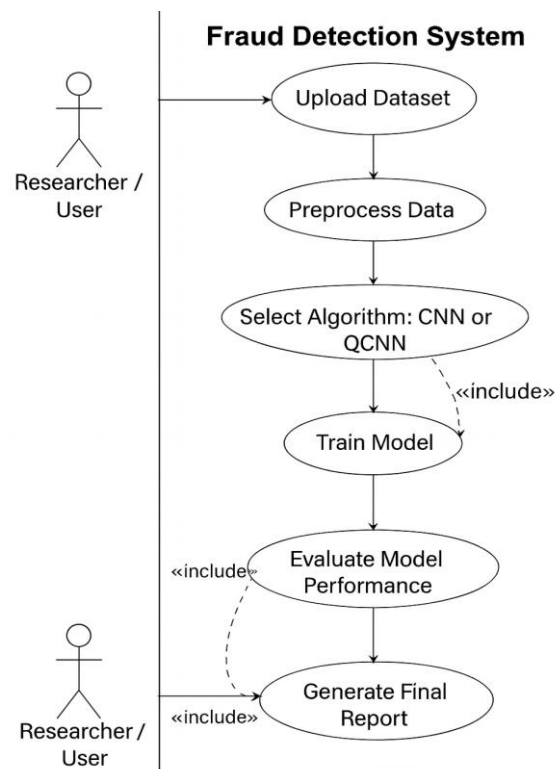 Fraud Detection System
Upload Dataset
Researcher /
User
Preprocess Data
Select Algorithm: CNN or
QCNN
«include»
Train Model
«include»
Evaluate Model
Performance
Researcher /
User
«include»
Generate Final
Report